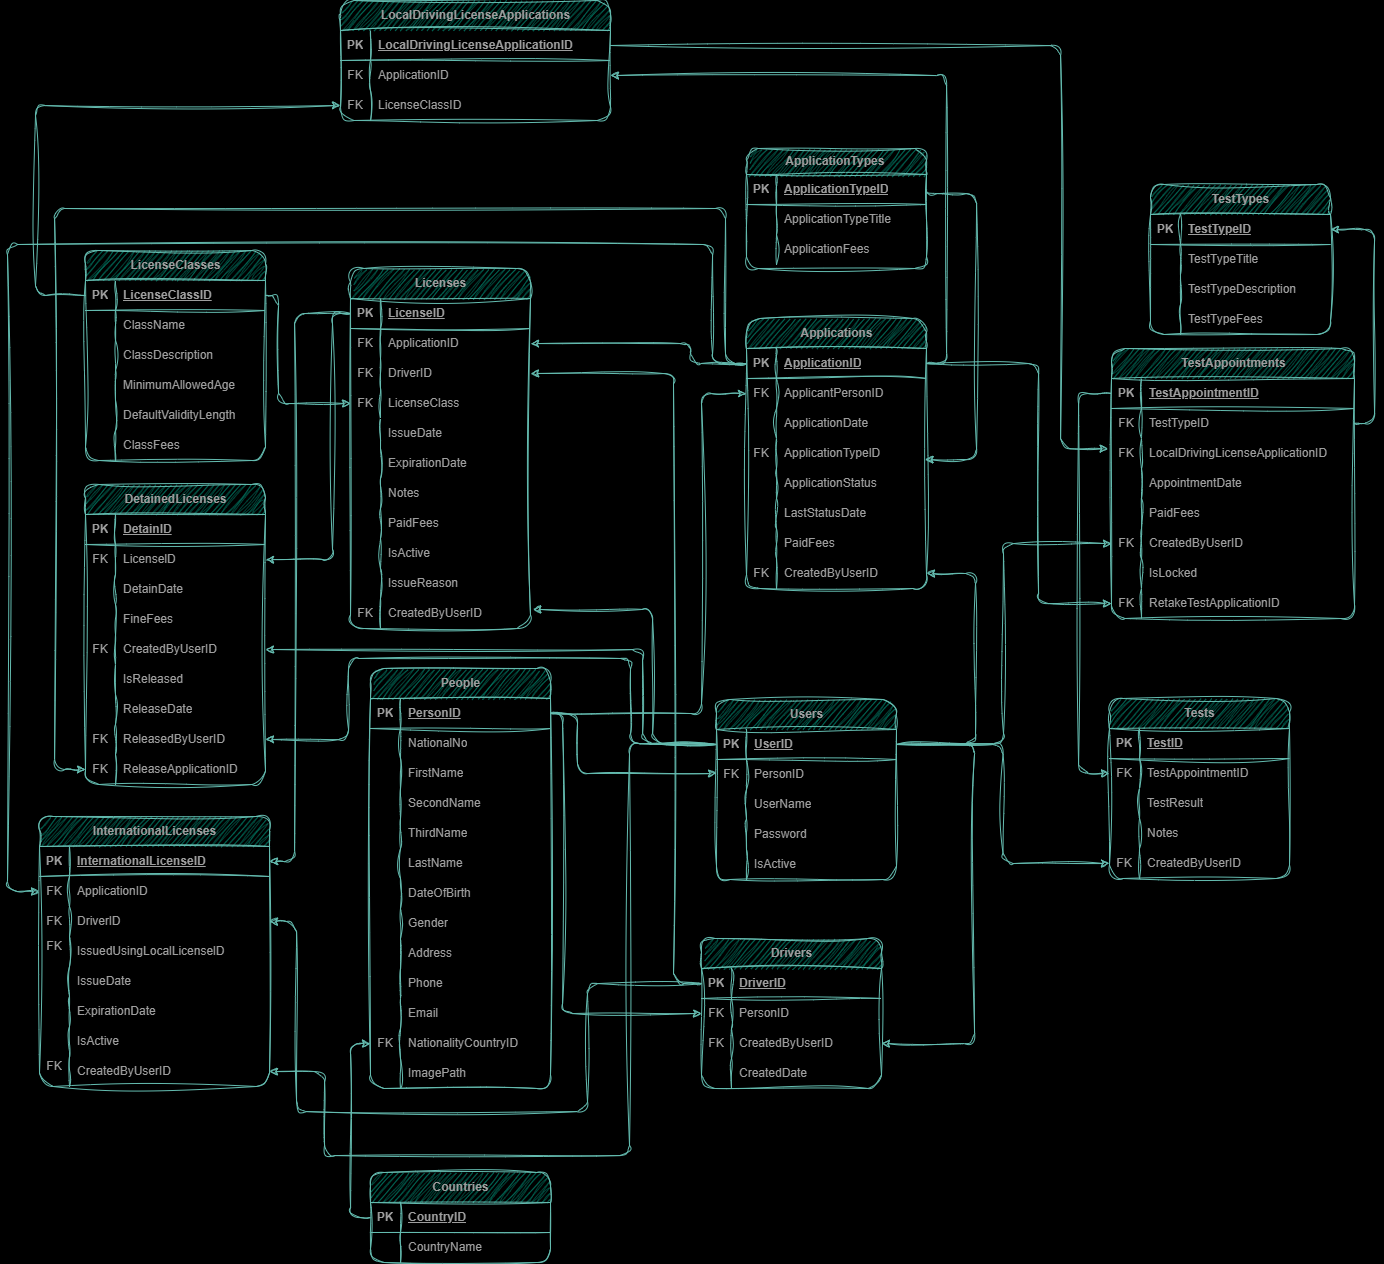 LocalDrivingLicenseApplications
PK LocalDrivingLicenseApplicationID
FK ApplicationID
FK LicenseClassID
ApplicationTypes
PK ApplicationTypeID
ApplicationTypeTitle
ApplicationFees
TestTypes
PK TestTypeID
TestTypeTitle
TestTypeDescription
TestTypeFees
LicenseClasses
PK LicenseClassID
ClassName
ClassDescription
MinimumAllowedAge
DefaultValidityLength
ClassFees
Licenses
PK LicenseID
FK ApplicationID
FK DriverID
FK LicenseClass
IssueDate
ExpirationDate
Notes
PaidFees
IsActive
IssueReason
FK CreatedByUserID
Applications
PK ApplicationID
FK ApplicantPersonID
ApplicationDate
FK ApplicationTypeID
ApplicationStatus
LastStatusDate
PaidFees
FK CreatedByUserID
TestAppointments
PK TestAppointmentID
FK TestTypeID
FK LocalDrivingLicenseApplicationID
AppointmentDate
PaidFees
FK CreatedByUserID
IsLocked
FK RetakeTestApplicationID
DetainedLicenses
PK DetainID
FK LicenseID
DetainDate
FineFees
FK CreatedByUserID
IsReleased
ReleaseDate
FK ReleasedByUserID
FK ReleaseApplicationID
People
PK PersonID
NationalNo
FirstName
SecondName
ThirdName
LastName
DateOfBirth
Gender
Address
Phone
Email
FK NationalityCountryID
ImagePath
Users
PK UserID
FK PersonID
UserName
Password
IsActive
Tests
PK TestID
FK TestAppointmentID
TestResult
Notes
FK CreatedByUserID
InternationalLicenses
PK InternationalLicenseID
FK ApplicationID
FK DriverID
FK IssuedUsingLocalLicenseID
IssueDate
ExpirationDate
IsActive
FK CreatedByUserID
Drivers
PK DriverID
FK PersonID
FK CreatedByUserID
CreatedDate
Countries
PK CountryID
CountryName